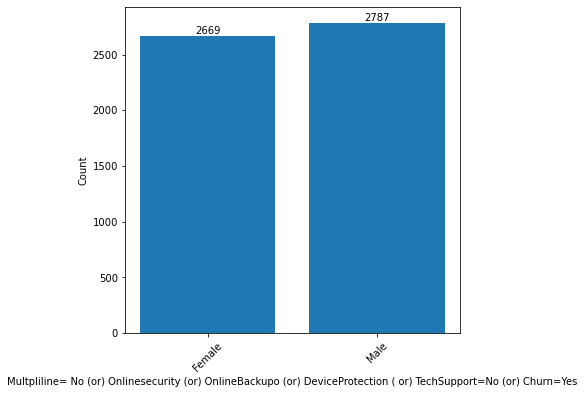 2669
2787
2500
2000
1500
1000
500
0
Count
Female
Male
Multpliline= No (or) Onlinesecurity (or) OnlineBackupo (or) DeviceProtection ( or) TechSupport=No (or) Churn=Yes